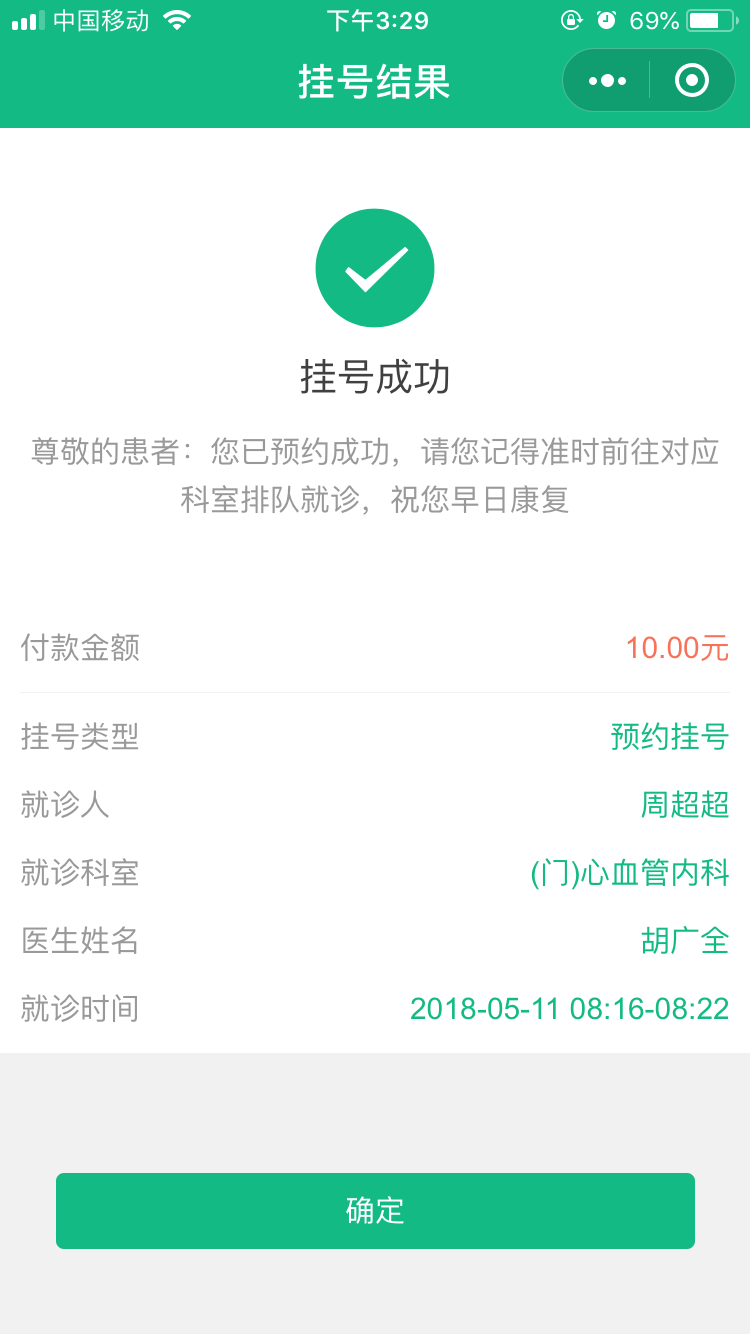 中国移动 下午3:29 69%
挂号结果
挂号成功
尊敬的患者：您已预约成功，请您记得准时前往对应
科室排队就诊，祝您早日康复
付款金额 10.00元
挂号类型 预约挂号
就诊人 周超超
就诊科室 (门)心血管内科
医生姓名 胡广全
就诊时间 2018-05-11 08:16-08:22
确定